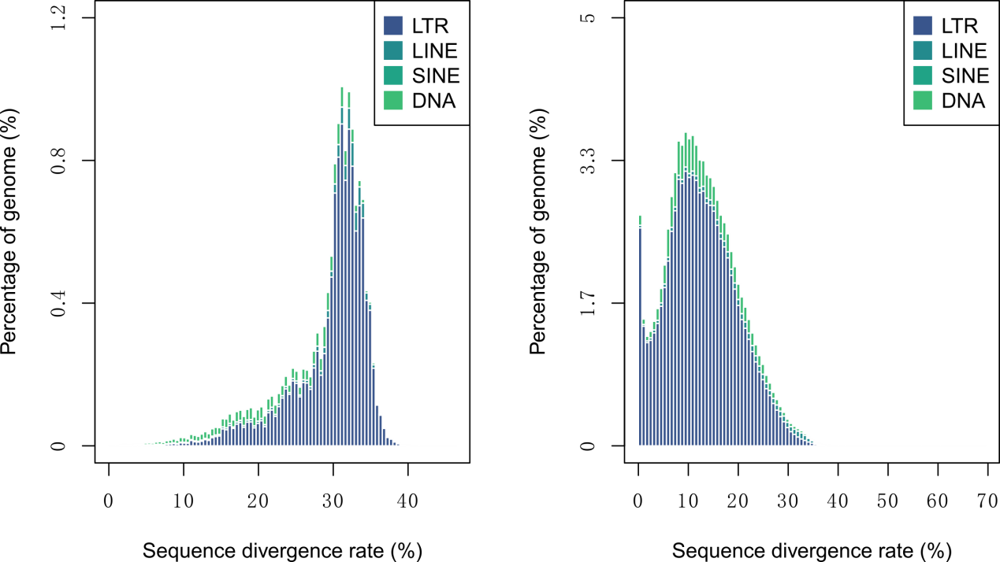 Percentage of genome (%)
1.2
0.8
0.4
0
LTR
LINE
SINE
DNA
0 10 20 30 40
Sequence divergence rate (%)
Percentage of genome (%)
5
3.3
1.7
0
LTR
LINE
SINE
DNA
0 10 20 30 40 50 60 70
Sequence divergence rate (%)